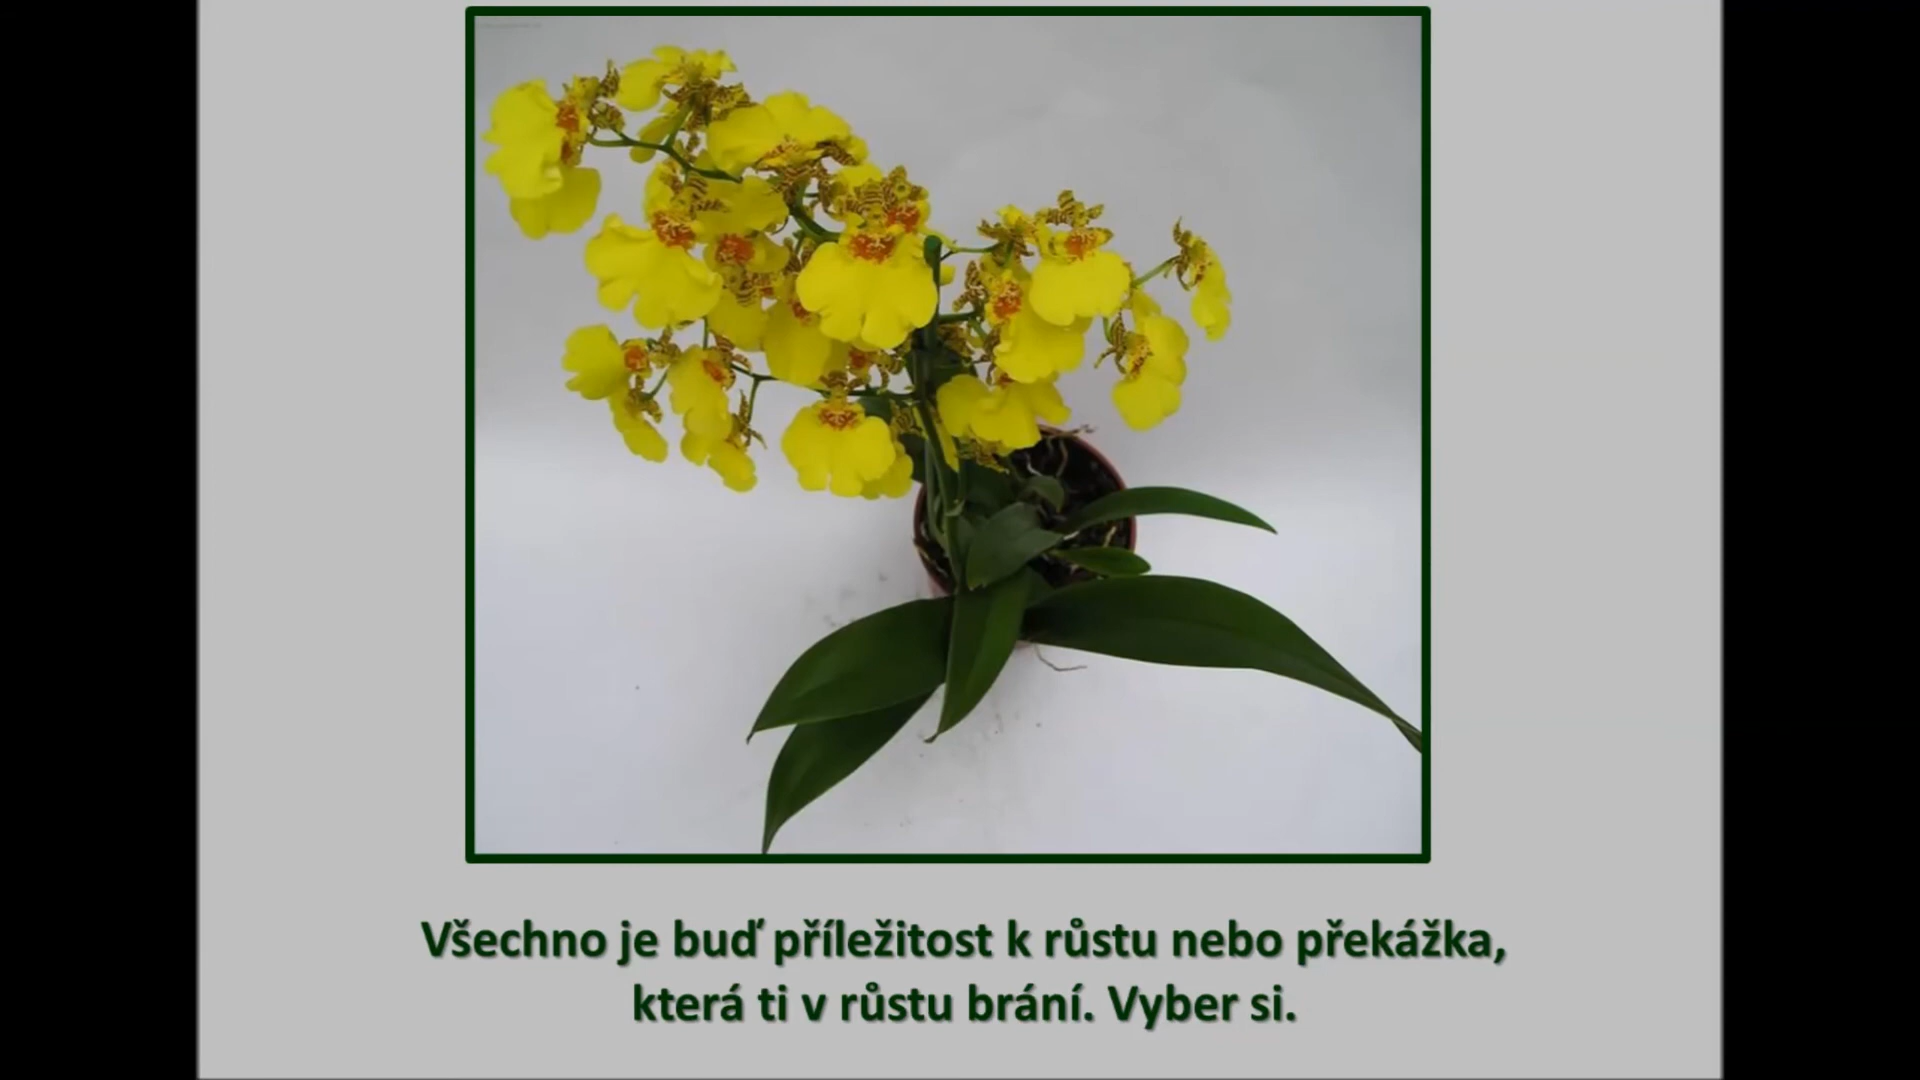 Všechno je buď příležitost k růstu nebo překážka,
která ti v růstu brání. Vyber si.